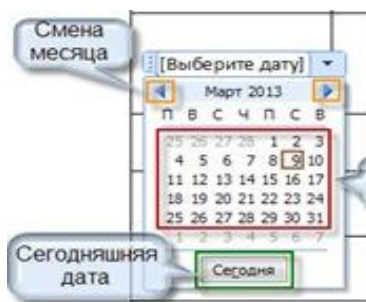 Смена
месяца
[Выберите дату]
Март 2013
П В С Ч П С В
25 26 27 28 1 2 3
4 5 6 7 8 9 10
11 12 13 14 15 16 17
18 19 20 21 22 23 24
25 26 27 28 29 30 31
1 2 3 4 5 6 7
Сегодняшняя
дата
Сегодня